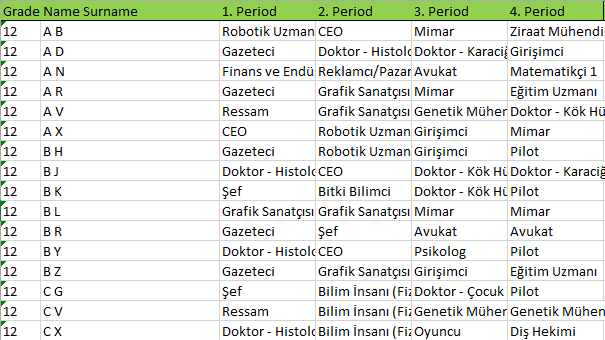 Grade Name Surname 1. Period 2. Period 3. Period 4. Period
12 A B Robotik Uzman CEO Mimar Ziraat Mühendi
12 A D Gazeteci Doktor - Histolo Doktor - Karaciğ Girişimci
12 A N Finans ve Endü Reklamcı/Pazar Avukat Matematikçi 1
12 A R Gazeteci Grafik Sanatçısı Mimar Eğitim Uzmanı
12 A V Ressam Grafik Sanatçısı Genetik Mühen Doktor - Kök Hü
12 A X CEO Robotik Uzman Girişimci Mimar
12 B H Gazeteci Robotik Uzman Girişimci Pilot
12 B J Doktor - Histolo CEO Doktor - Kök Hü Doktor - Karaciğ
12 B K Şef Bitki Bilimci Doktor - Kök Hü Pilot
12 B L Grafik Sanatçısı Grafik Sanatçısı Mimar Mimar
12 B R Gazeteci Şef Avukat Avukat
12 B Y Doktor - Histolo CEO Psikolog Pilot
12 B Z Gazeteci Grafik Sanatçısı Girişimci Eğitim Uzmanı
12 C G Şef Bilim İnsanı (Fiz Doktor - Çocuk Pilot
12 C V Ressam Bilim İnsanı (Fiz Genetik Mühen Genetik Mühen
12 C X Doktor - Histolo Bilim İnsanı (Fiz Oyuncu Diş Hekimi